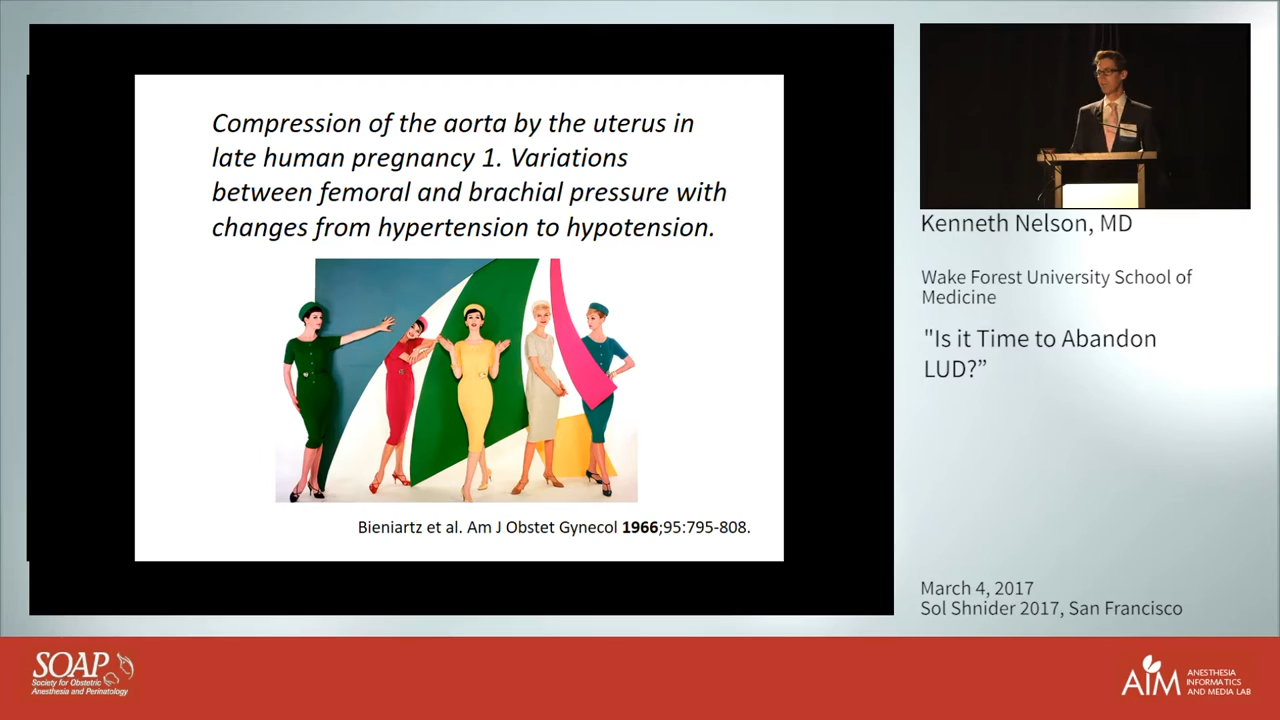 Compression of the aorta by the uterus in
late human pregnancy 1. Variations
between femoral and brachial pressure with
changes from hypertension to hypotension.
Bieniartz et al. Am J Obstet Gynecol 1966;95:795-808.
Kenneth Nelson, MD
Wake Forest University School of
Medicine
"Is it Time to Abandon
LUD?”
March 4, 2017
Sol Shnider 2017, San Francisco
SOAP
Society for Obstetric
Anesthesia and Perinatology
AIM
ANESTHESIA
INFORMATICS
AND MEDIA LAB